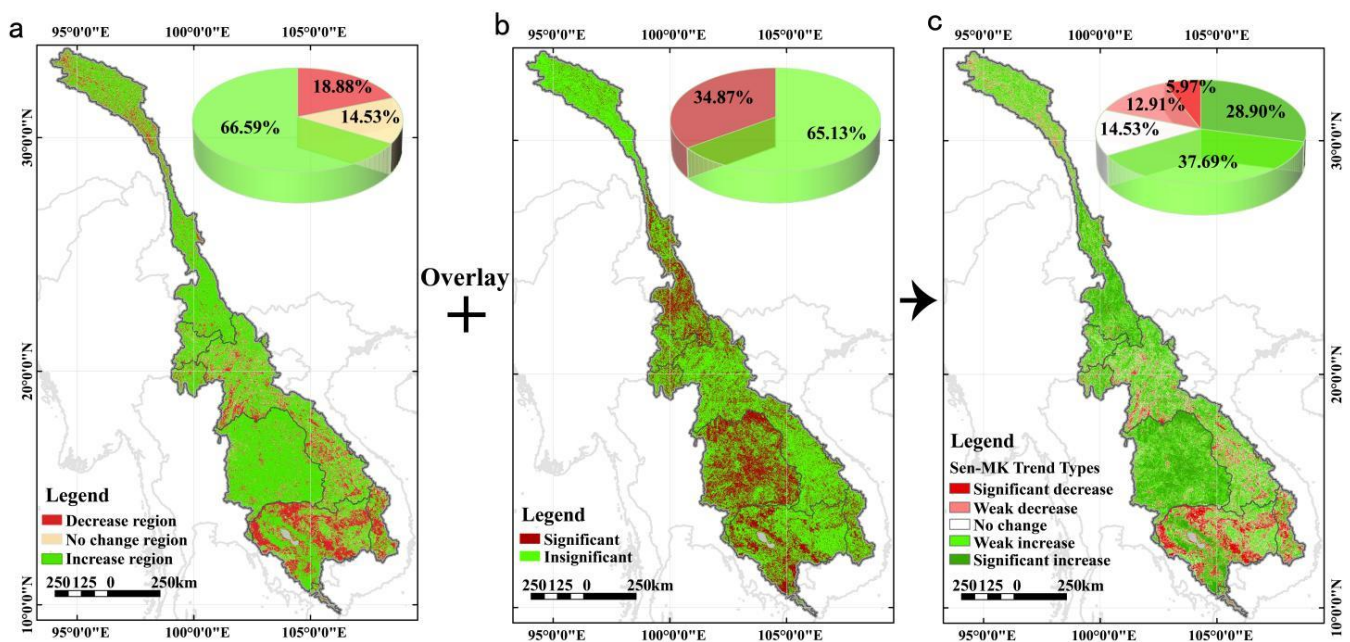 a
95°0'0"E 100°0'0"E 105°0'0"E
18.88%
14.53%
66.59%
30°0'0"N
20°0'0"N
10°0'0"N
Legend
Decrease region
No change region
Increase region
250 125 0 250km
95°0'0"E 100°0'0"E 105°0'0"E
Overlay
+
b
95°0'0"E 100°0'0"E 105°0'0"E
34.87%
65.13%
Legend
Significant
Insignificant
250 125 0 250km
95°0'0"E 100°0'0"E 105°0'0"E
c
95°0'0"E 100°0'0"E 105°0'0"E
5.97%
12.91%
28.90%
14.53%
37.69%
30°0'0"N
20°0'0"N
10°0'0"N
Legend
Sen-MK Trend Types
Significant decrease
Weak decrease
No change
Weak increase
Significant increase
250 125 0 250km
95°0'0"E 100°0'0"E 105°0'0"E